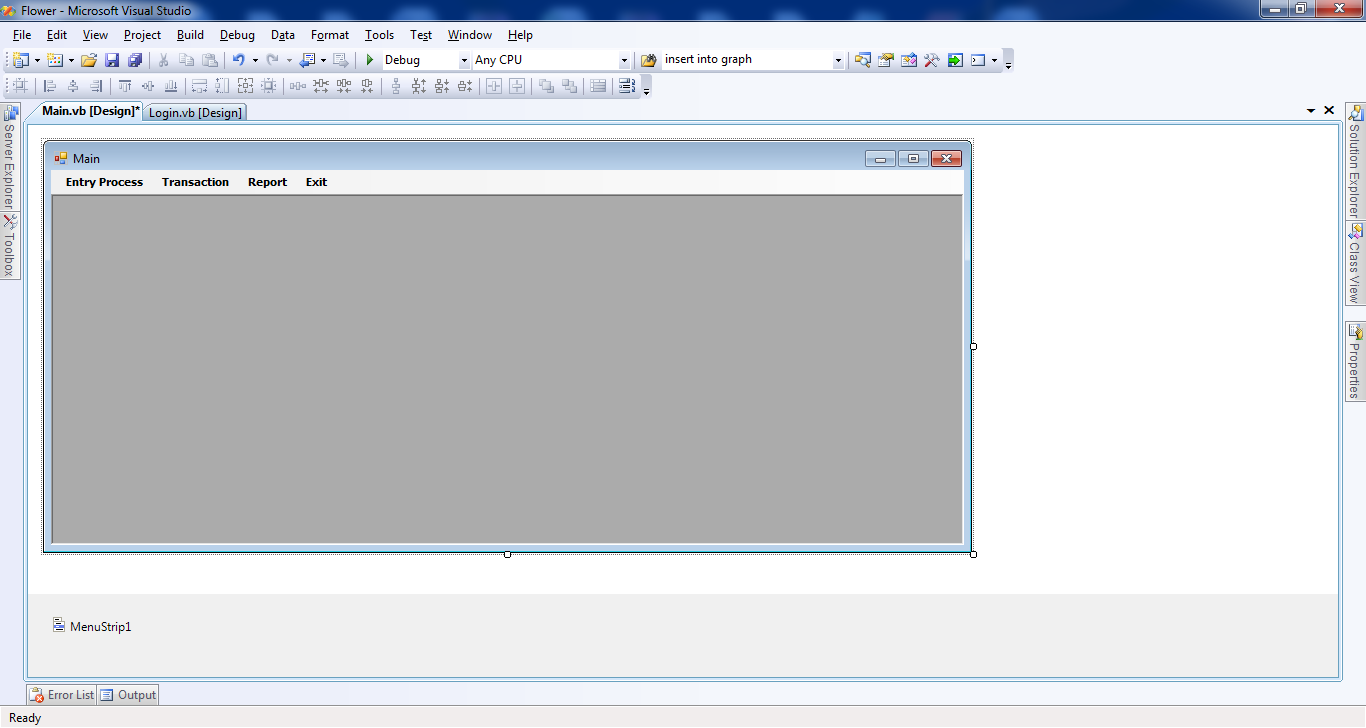 Flower - Microsoft Visual Studio
File Edit View Project Build Debug Data Format Tools Test Window Help
Debug Any CPU insert into graph
Main.vb [Design]* Login.vb [Design]
Server Explorer
Toolbox
Main
Entry Process Transaction Report Exit
Solution Explorer
Class View
Properties
MenuStrip1
Error List Output
Ready